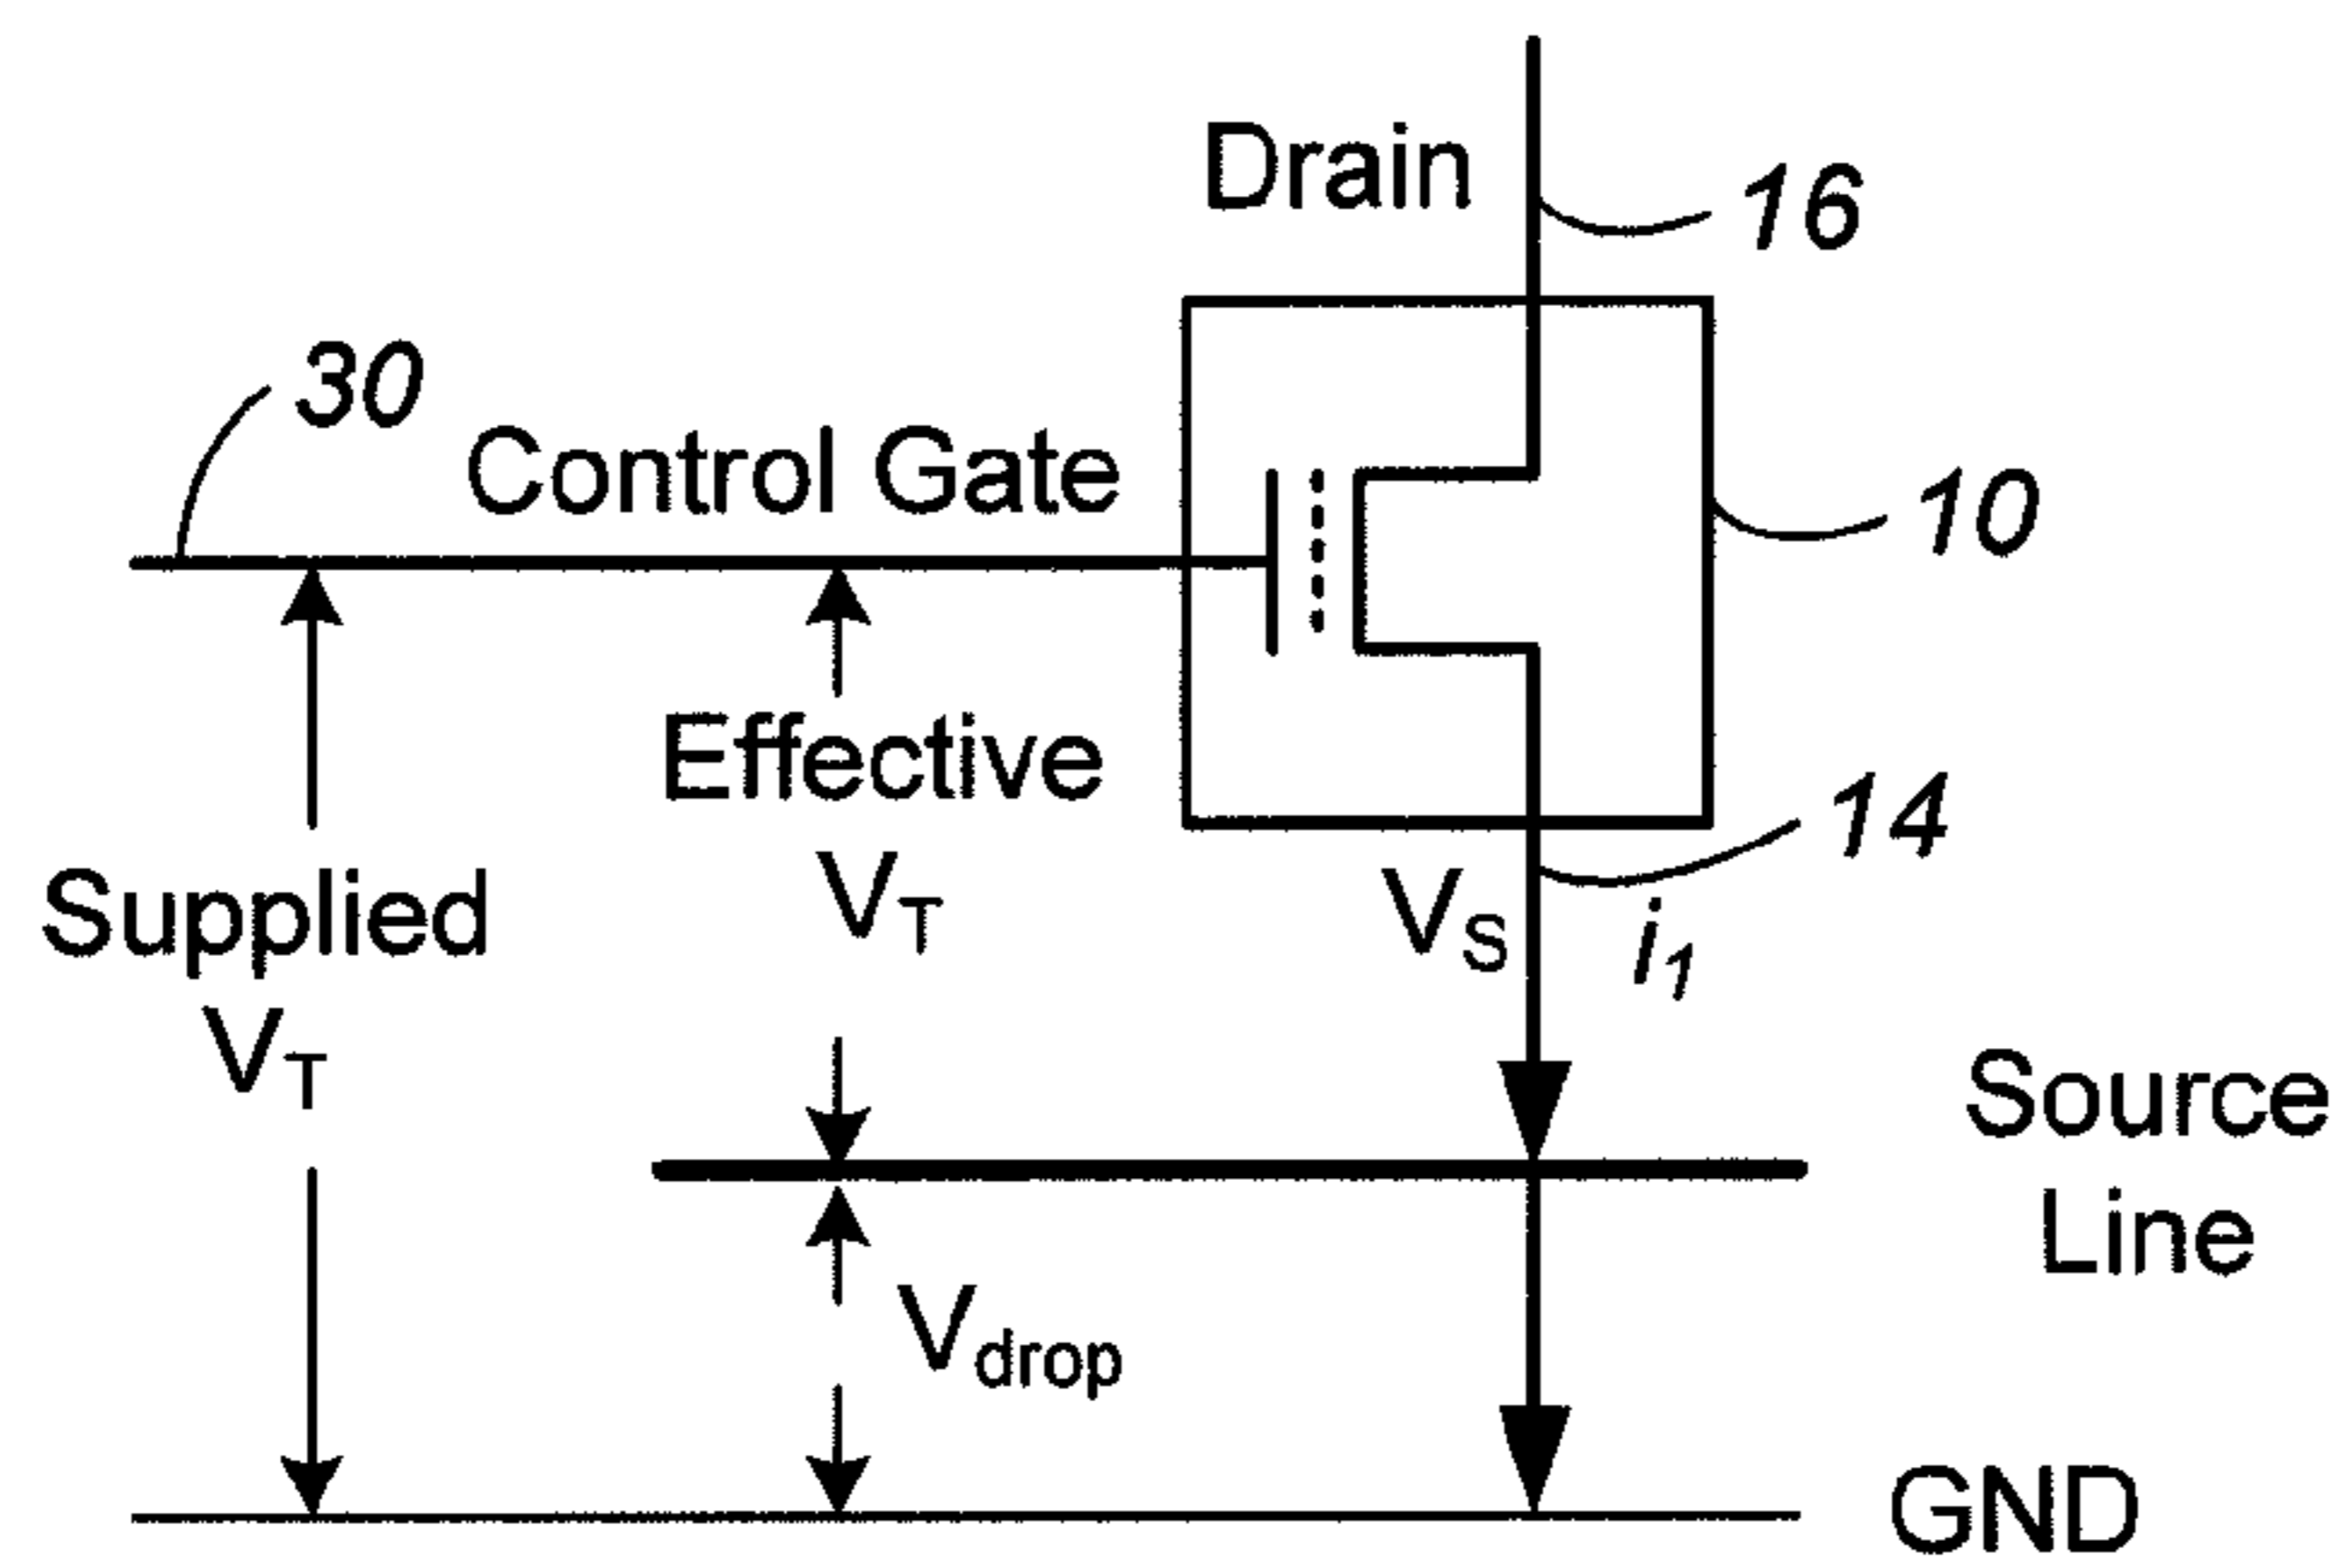 Drain
16
30
Control Gate
10
Effective
V_T
14
Supplied
V_T
V_S
i_1
Source
Line
V_drop
GND